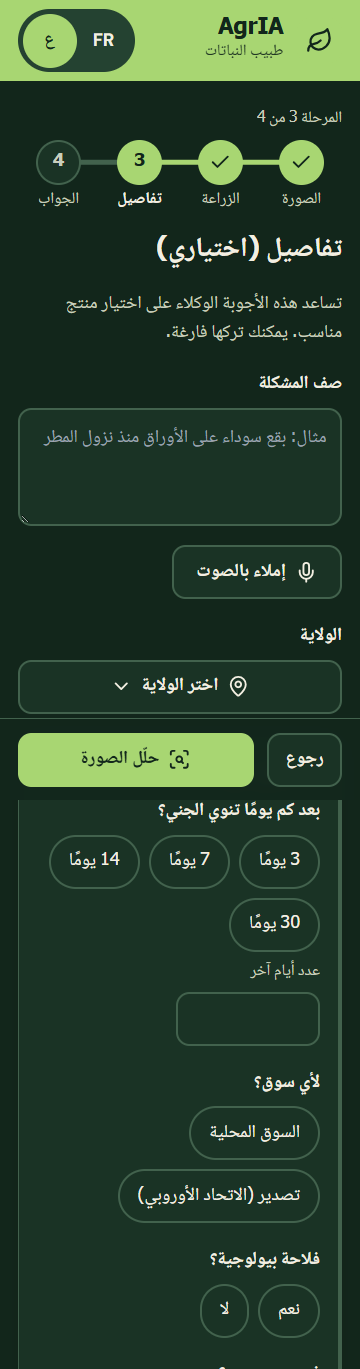 AgrIA
طبيب النباتات
FR
ع
المرحلة 3 من 4
3
4
الصورة
الزراعة
تفاصيل
الجواب
تفاصيل (اختياري)
تساعد هذه الأجوبة الوكلاء على اختيار منتج
مناسب. يمكنك تركها فارغة.
صف المشكلة
مثال: بقع سوداء على الأوراق منذ نزول المطر
إملاء بالصوت
الولاية
اختر الولاية
رجوع
حلّل الصورة
بعد كم يومًا تنوي الجني؟
3 يومًا
7 يومًا
14 يومًا
30 يومًا
عدد أيام آخر
لأي سوق؟
السوق المحلية
تصدير (الاتحاد الأوروبي)
فلاحة بيولوجية؟
نعم
لا